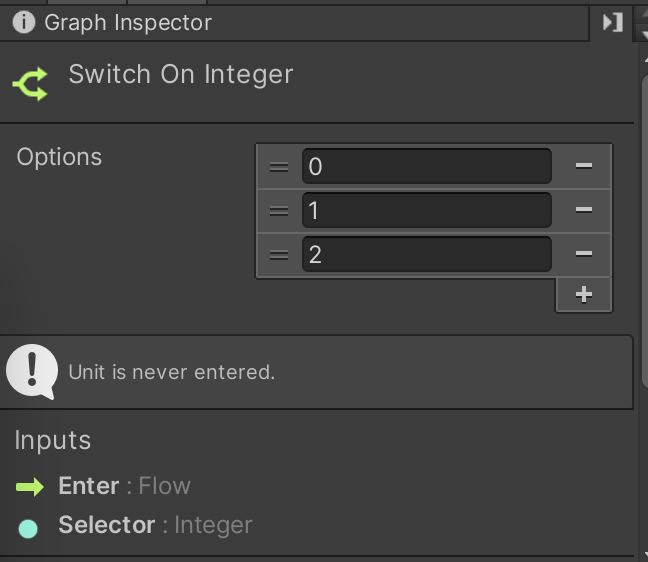 Graph Inspector
Switch On Integer
Options
0
1
2
Unit is never entered.
Inputs
Enter : Flow
Selector : Integer